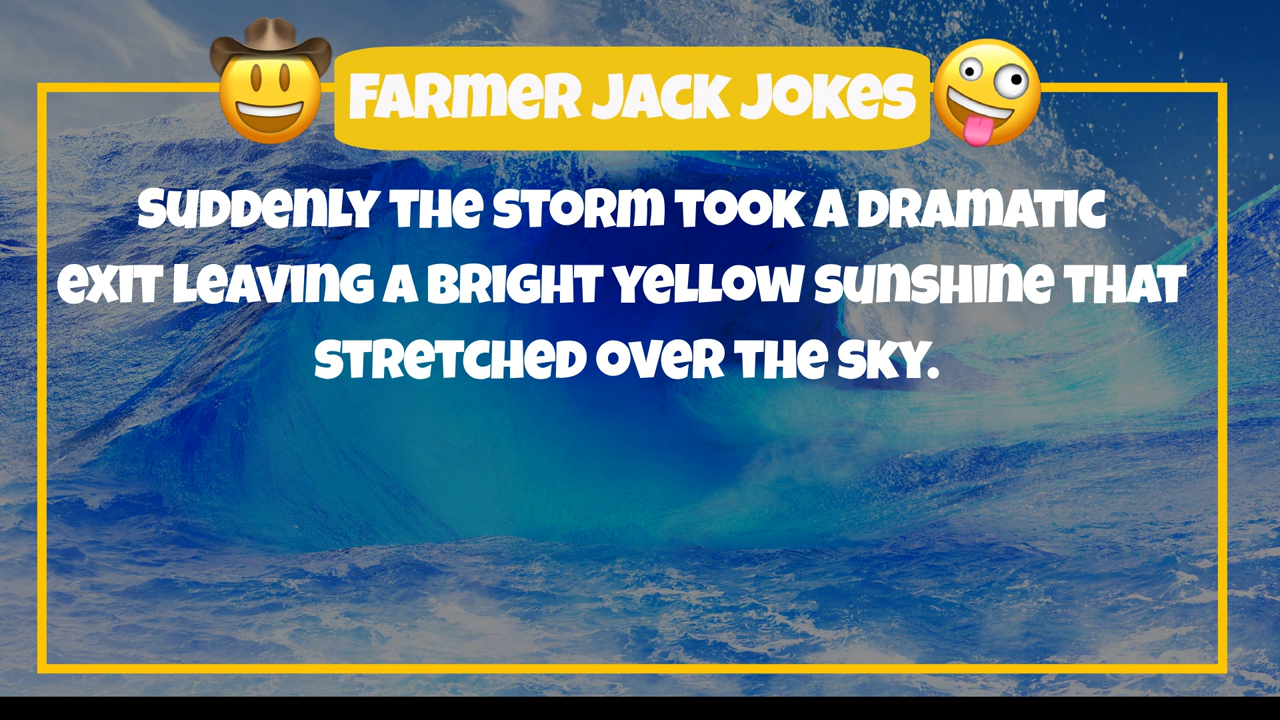 FARMER JACK JOKES
SUDDENLY THE STORM TOOK A DRAMATIC
EXIT LEAVING A BRIGHT YELLOW SUNSHINE THAT
STRETCHED OVER THE SKY.